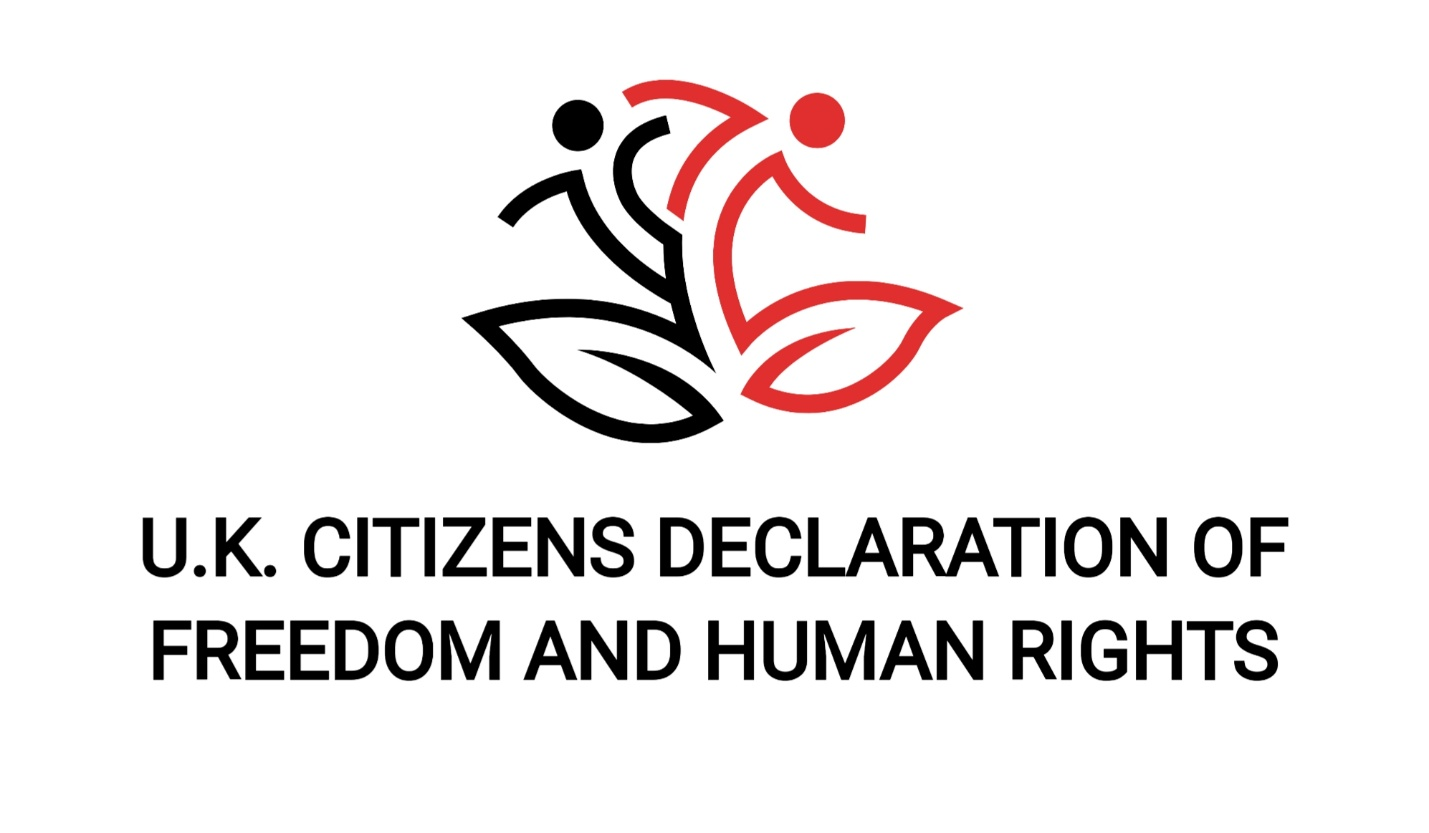 U.K. CITIZENS DECLARATION OF
FREEDOM AND HUMAN RIGHTS